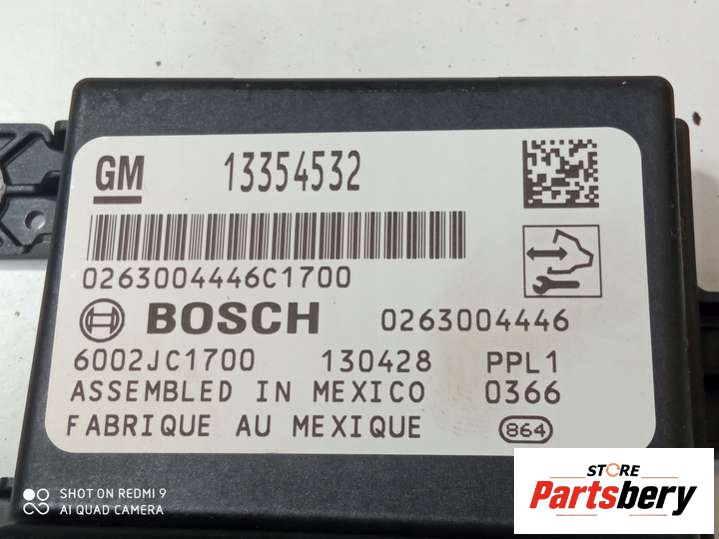 GM 13354532
0263004446C1700
BOSCH 0263004446
6002JC1700 130428 PPL1
ASSEMBLED IN MEXICO 0366
FABRIQUE AU MEXIQUE 864
SHOT ON REDMI 9
AI QUAD CAMERA
STORE
Partsbery